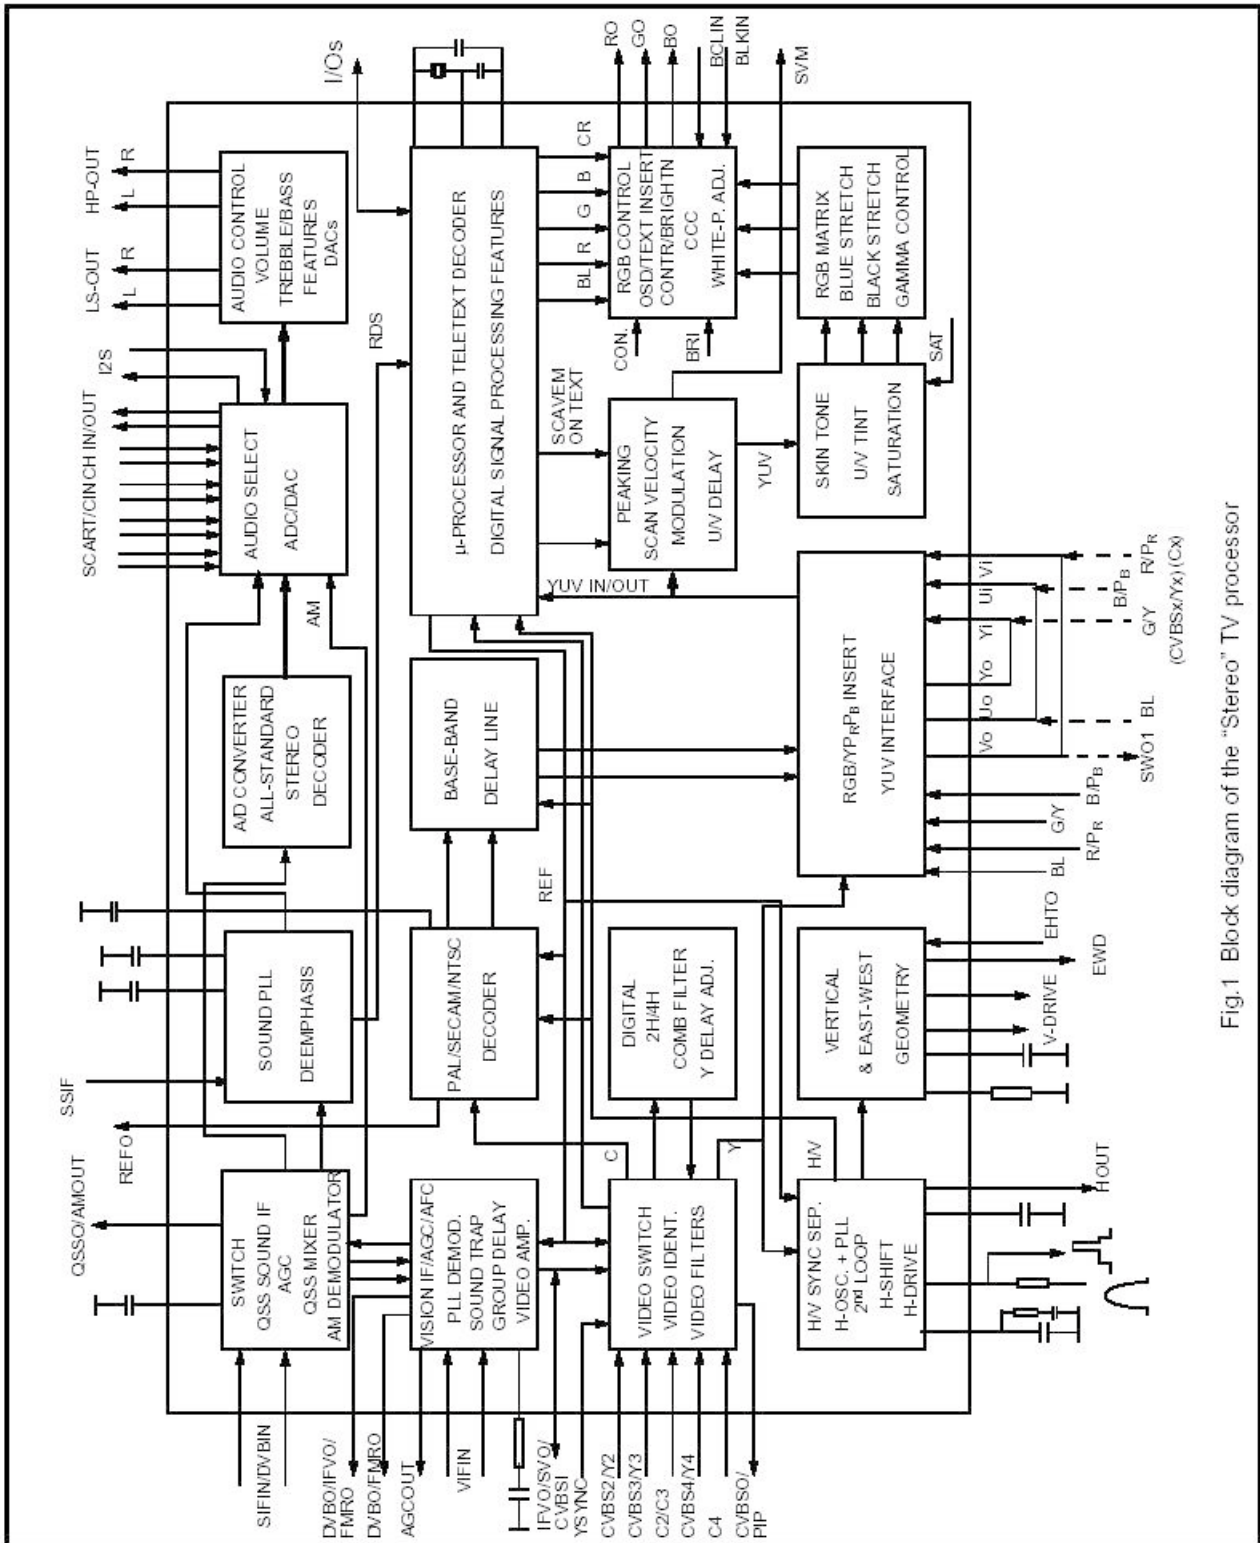 QSSO/AMOUT
REFO
SSIF
SCART/CINCH IN/OUT
I2S
LS-OUT
HP-OUT
L
R
L
R
I/Os
SWITCH
QSS SOUND IF
AGC
QSS MIXER
AM DEMODULATOR
SOUND PLL
DEEMPHASIS
A/D CONVERTER
ALL-STANDARD
STEREO
DECODER
AM
AUDIO SELECT
ADC/DAC
AUDIO CONTROL
VOLUME
TREBBLE/BASS
FEATURES
DACs
RDS
SIFIN/DVBIN
DVBO/IFVO/
FMRO
DVBO/FMRO
AGCOUT
VIFIN
VISION IF/AGC/AFC
PLL DEMOD.
SOUND TRAP
GROUP DELAY
VIDEO AMP.
PAL/SECAM/NTSC
DECODER
BASE-BAND
DELAY LINE
µ-PROCESSOR AND TELETEXT DECODER
DIGITAL SIGNAL PROCESSING FEATURES
REF
YUV IN/OUT
SCAVEM
ON TEXT
BL
R
G
B
CR
IFVO/SVO/
CVBSI
YSYNC
CVBS2/Y2
CVBS3/Y3
C2/C3
CVBS4/Y4
C4
CVBSO/
PIP
C
VIDEO SWITCH
VIDEO IDENT.
VIDEO FILTERS
DIGITAL
2H/4H
COMB FILTER
Y DELAY ADJ.
Y
PEAKING
SCAN VELOCITY
MODULATION
U/V DELAY
CON.
BRI
RGB CONTROL
OSD/TEXT INSERT
CONTR/BRIGHTN
CCC
WHITE-P. ADJ.
RO
GO
BO
BCLIN
BLKIN
SVM
YUV
H/V
H/V SYNC SEP.
H-OSC. + PLL
2nd LOOP
H-SHIFT
H-DRIVE
VERTICAL
& EAST-WEST
GEOMETRY
RGB/YPRPB INSERT
YUV INTERFACE
SKIN TONE
U/V TINT
SATURATION
SAT
RGB MATRIX
BLUE STRETCH
BLACK STRETCH
GAMMA CONTROL
HOUT
V-DRIVE
EWD
EHTO
BL
R/PR
G/Y
B/PB
Vo
Uo
Yo
Yi
Ui
Vi
SWO1
BL
G/Y
B/PB
R/PR
(CVBSx/Yx)
(Cx)
Fig.1 Block diagram of the “Stereo” TV processor